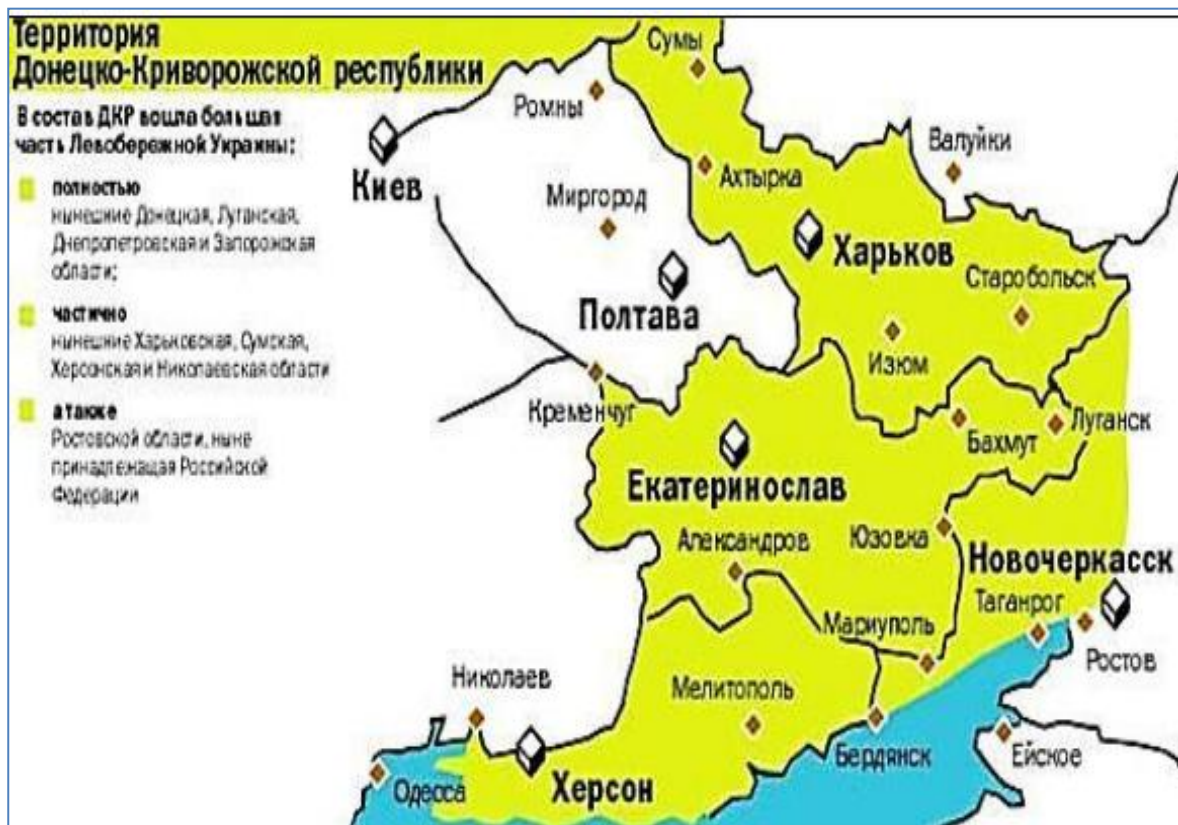 Территория
Донецко-Криворожской республики
В состав ДКР вошла большая
часть Левобережной Украины:
полностью
нынешние Донецкая, Луганская,
Днепропетровская и Запорожская
области;
частично
нынешние Харьковская, Сумская,
Херсонская и Николаевская области
а также
Ростовской области, ныне
принадлежащая Российской
Федерации
Сумы
Ромны
Валуйки
Киев
Ахтырка
Миргород
Харьков
Старобольск
Полтава
Изюм
Кременчуг
Бахмут
Луганск
Екатеринослав
Александров
Юзовка
Новочеркасск
Таганрог
Мариуполь
Ростов
Николаев
Мелитополь
Бердянск
Ейское
Одесса
Херсон